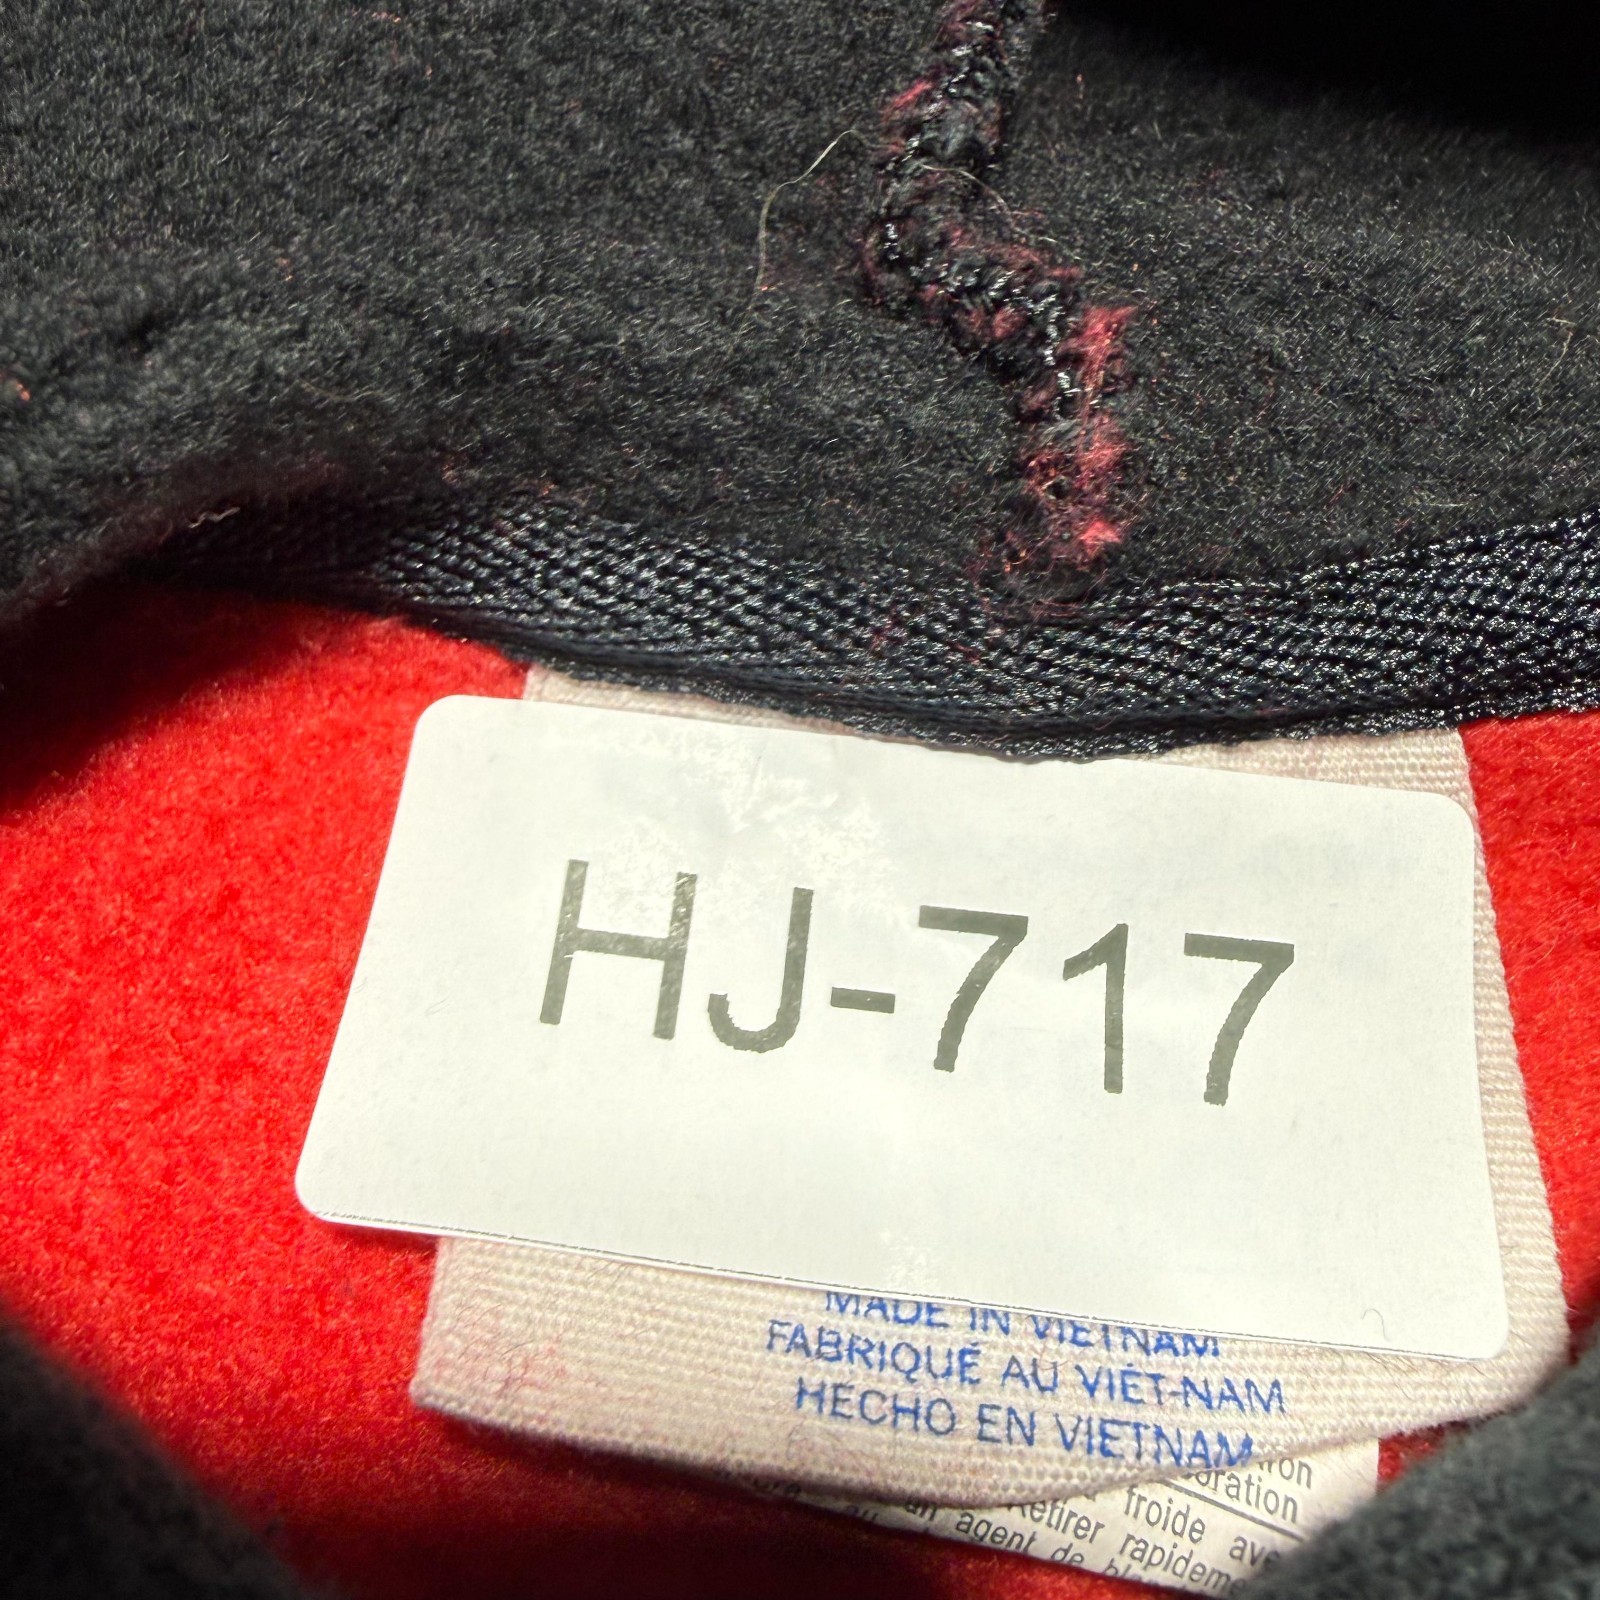 HJ-717
MADE IN VIETNAM
FABRIQUÉ AU VIÊT-NAM
HECHO EN VIETNAM
froide
Retirer rapideme
agent de